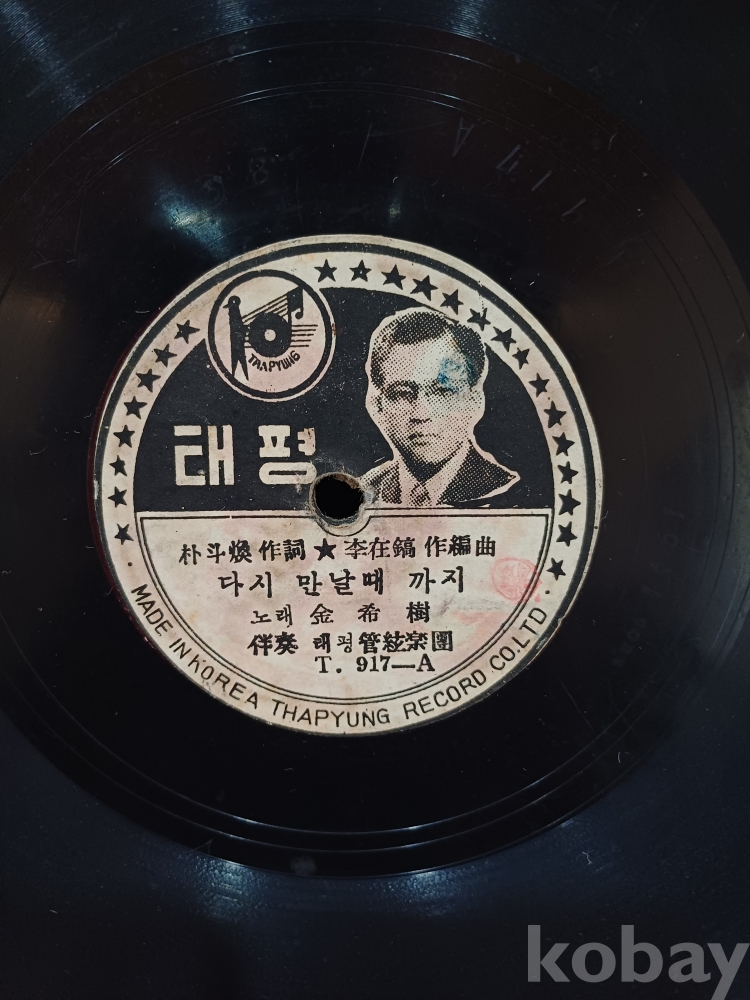 THAPYUNG
태평
朴斗煥 作詞 ★ 李在鎬 作編曲
다시 만날때 까지
노래 金希樹
伴奏 태평管絃楽團
T. 917—A
MADE IN KOREA THAPYUNG RECORD CO.LTD.
kobay